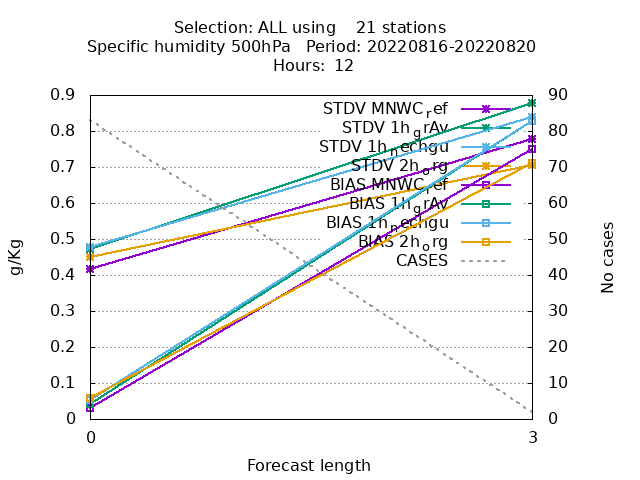 Selection: ALL using    21 stations
Specific humidity 500hPa   Period: 20220816-20220820
Hours:  12
0.9
0.8
0.7
0.6
0.5
0.4
0.3
0.2
0.1
0
g/Kg
STDV MNWC_ref
STDV 1h_grAv
STDV 1h_nechgu
STDV 2h_org
BIAS MNWC_ref
BIAS 1h_grAv
BIAS 1h_nechgu
BIAS 2h_org
CASES
90
80
70
60
50
40
30
20
10
0
No cases
0
3
Forecast length